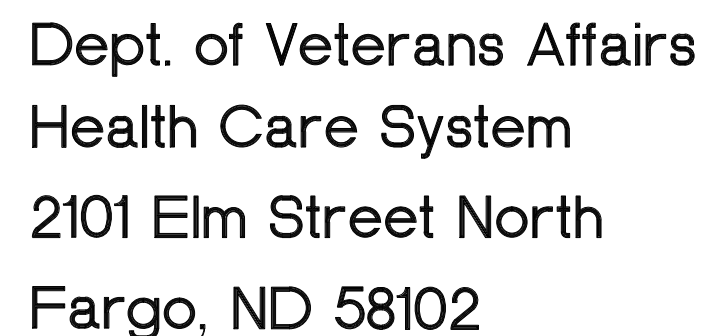 Dept. of Veterans Affairs
Health Care System
2101 Elm Street North
Fargo, ND 58102